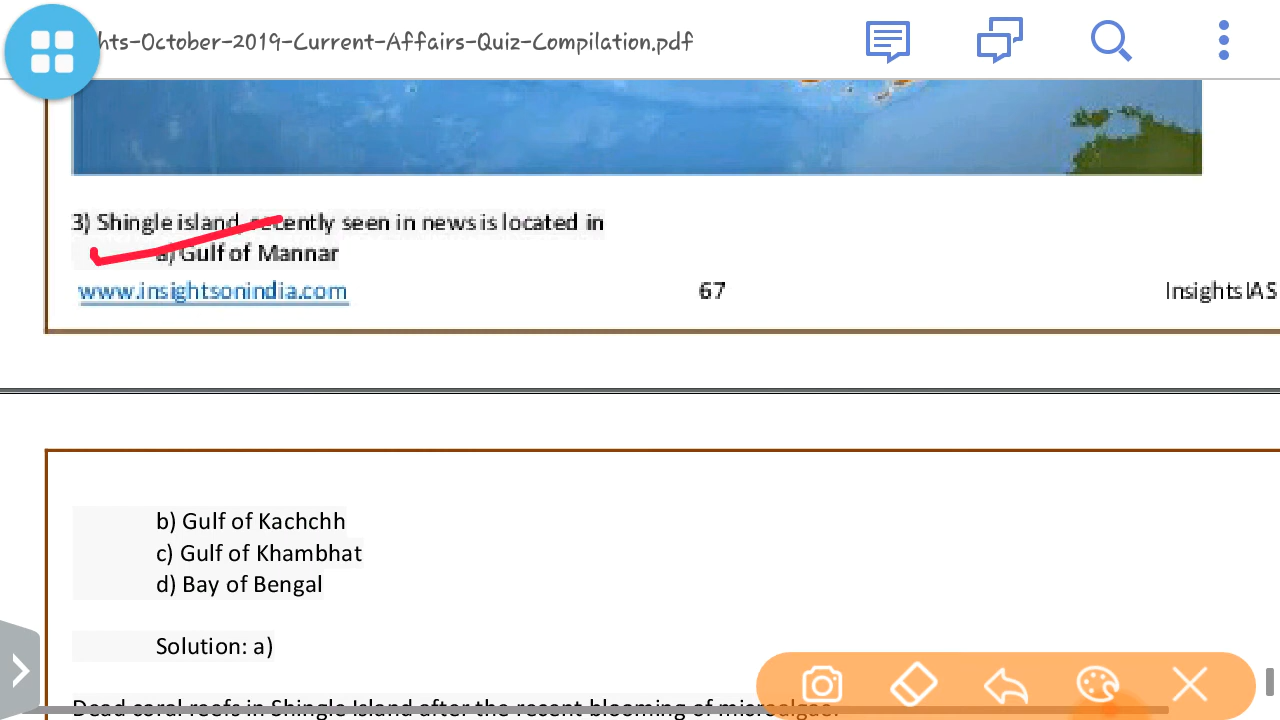 hts-October-2019-Current-Affairs-Quiz-Compilation.pdf
3) Shingle island, recently seen in news is located in
a) Gulf of Mannar
www.insightsonindia.com 67 Insights IAS
b) Gulf of Kachchh
c) Gulf of Khambhat
d) Bay of Bengal
Solution: a)
Dead coral reefs in Shingle Island after the recent blooming of microalgae.